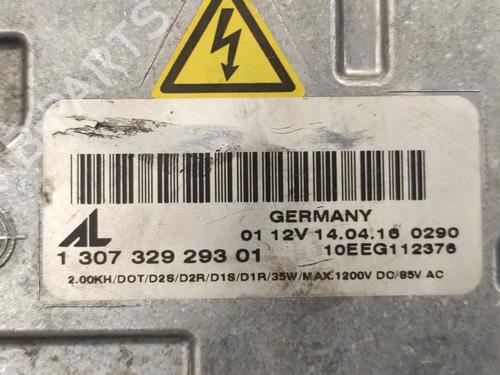 GERMANY
AL
01 12V 14.04.16 0290
1 307 329 293 01
10EEG112376
2.00KH/DOT/D2S/D2R/D1S/D1R/35W/MAX.1200V DC/85V AC